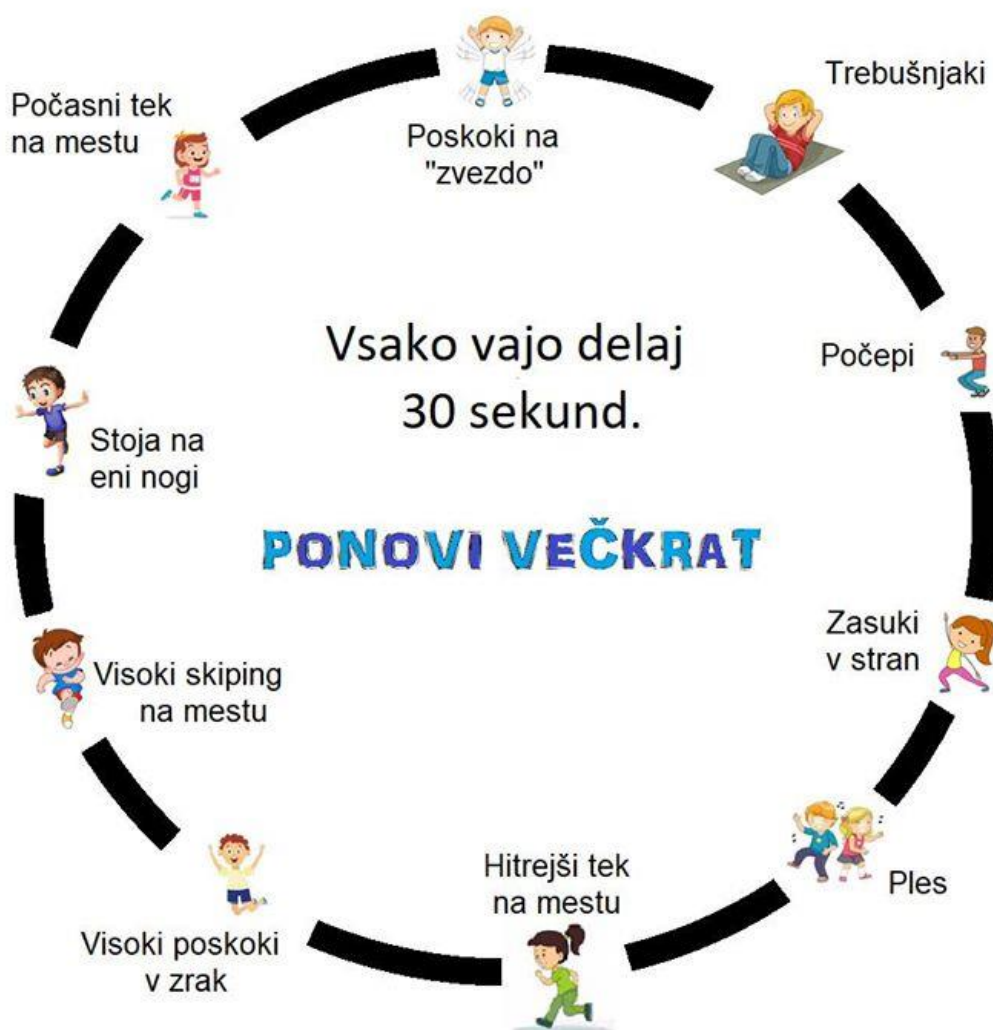 Poskoki na
"zvezdo"
Trebušnjaki
Počepi
Zasuki
v stran
Ples
Hitrejši tek
na mestu
Visoki poskoki
v zrak
Visoki skiping
na mestu
Stoja na
eni nogi
Počasni tek
na mestu
Vsako vajo delaj
30 sekund.
PONOVI VEČKRAT